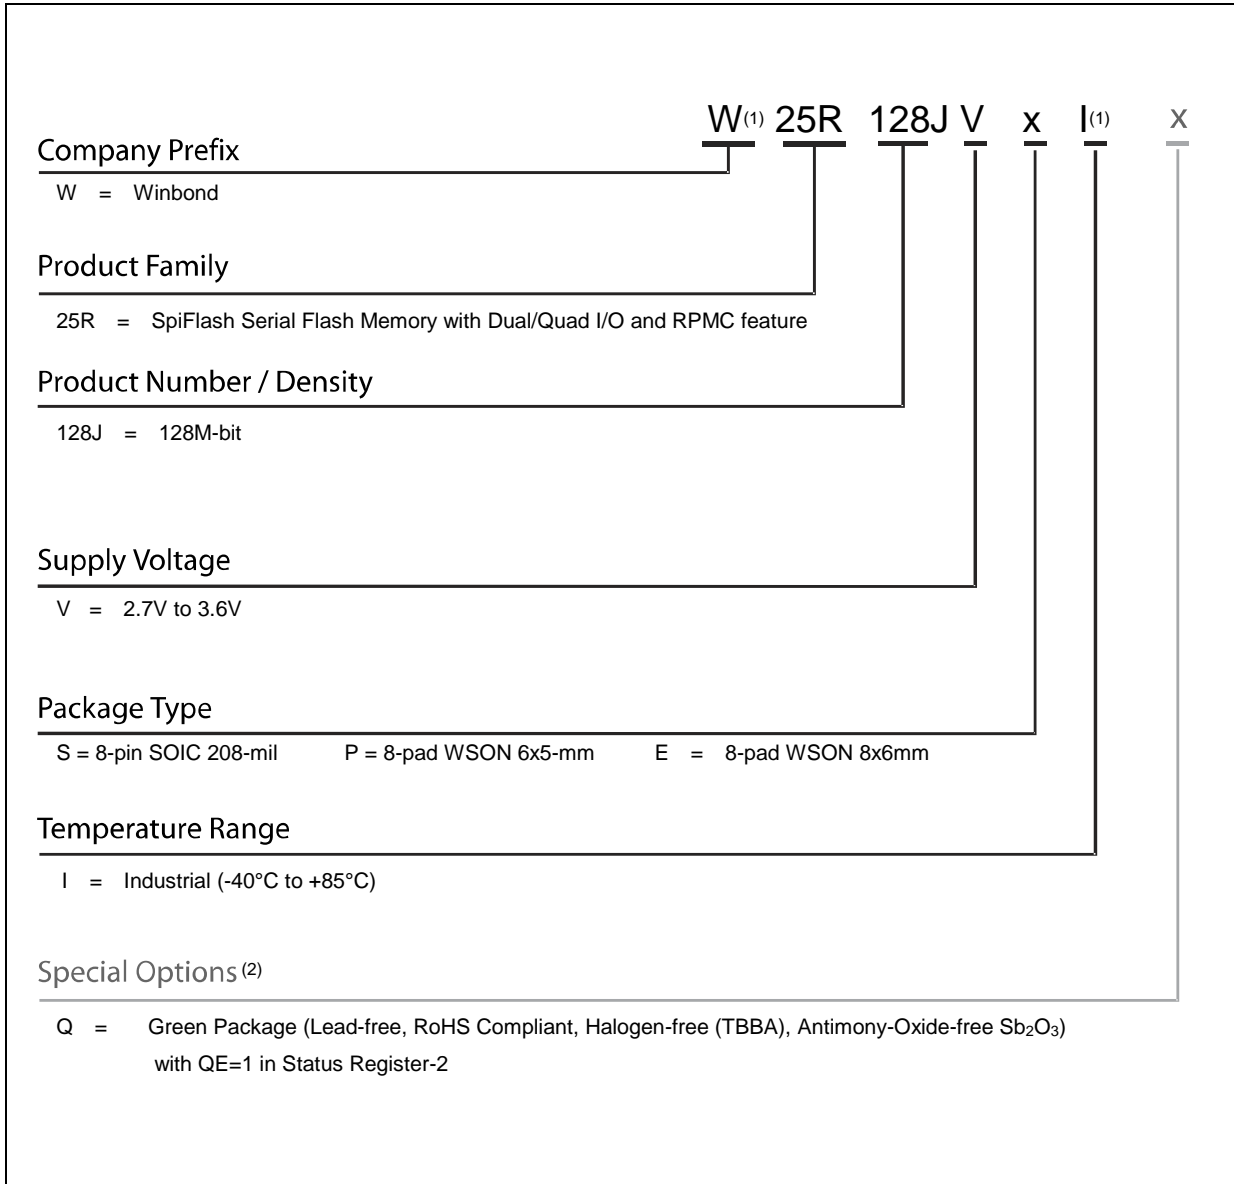 W(1) 25R 128J V x I(1) x
Company Prefix
W = Winbond
Product Family
25R = SpiFlash Serial Flash Memory with Dual/Quad I/O and RPMC feature
Product Number / Density
128J = 128M-bit
Supply Voltage
V = 2.7V to 3.6V
Package Type
S = 8-pin SOIC 208-mil P = 8-pad WSON 6x5-mm E = 8-pad WSON 8x6mm
Temperature Range
I = Industrial (-40°C to +85°C)
Special Options (2)
Q = Green Package (Lead-free, RoHS Compliant, Halogen-free (TBBA), Antimony-Oxide-free Sb₂O₃)
with QE=1 in Status Register-2